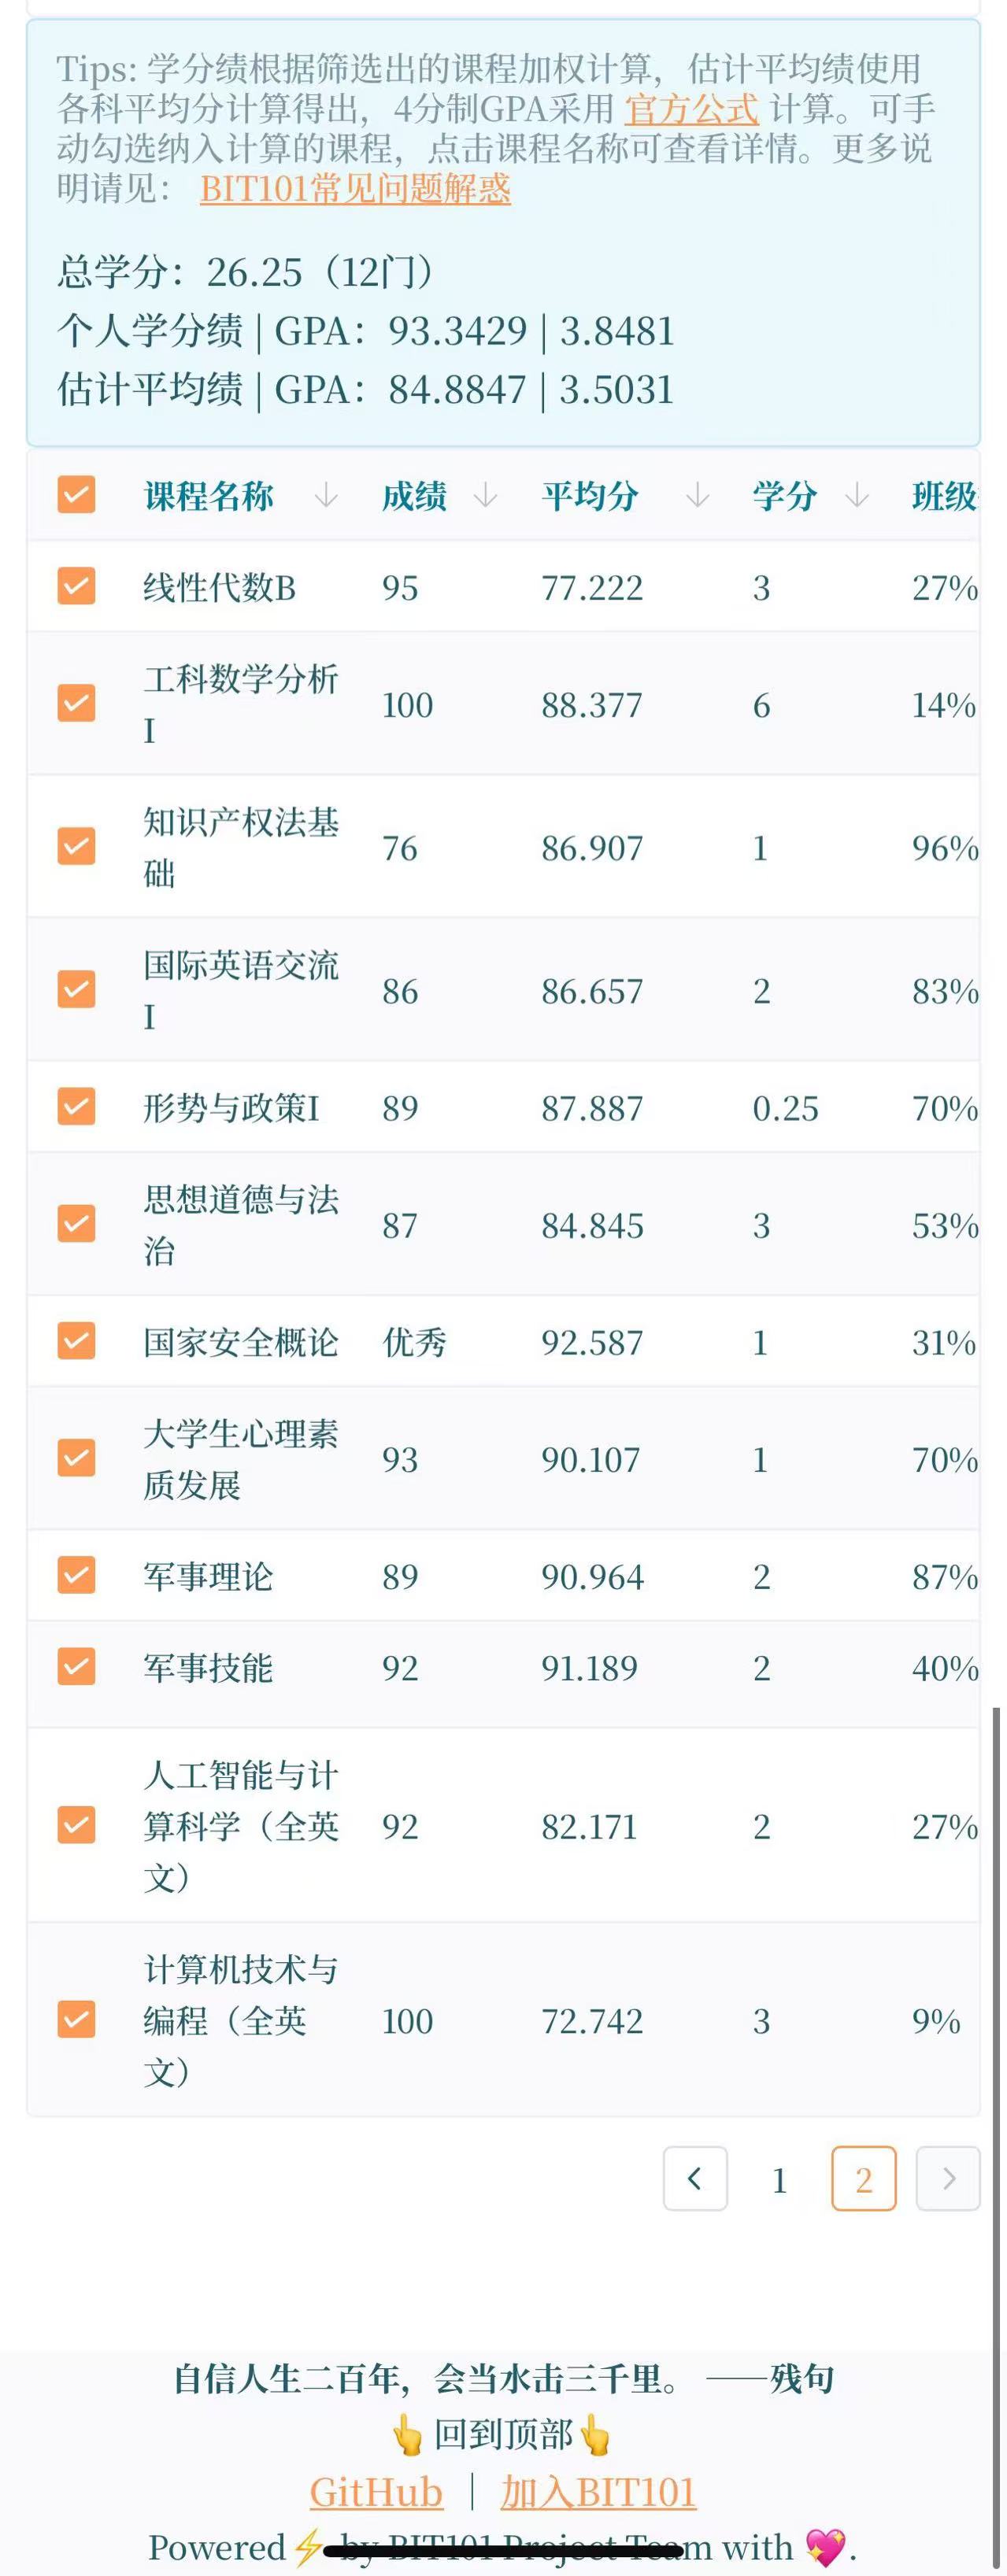 Tips: 学分绩根据筛选出的课程加权计算，估计平均绩使用
各科平均分计算得出，4分制GPA采用 官方公式 计算。可手
动勾选纳入计算的课程，点击课程名称可查看详情。更多说
明请见： BIT101常见问题解惑
总学分：26.25（12门）
个人学分绩 | GPA：93.3429 | 3.8481
估计平均绩 | GPA：84.8847 | 3.5031
课程名称 成绩 平均分 学分 班级
线性代数B 95 77.222 3 27%
工科数学分析
I 100 88.377 6 14%
知识产权法基
础 76 86.907 1 96%
国际英语交流
I 86 86.657 2 83%
形势与政策I 89 87.887 0.25 70%
思想道德与法
治 87 84.845 3 53%
国家安全概论 优秀 92.587 1 31%
大学生心理素
质发展 93 90.107 1 70%
军事理论 89 90.964 2 87%
军事技能 92 91.189 2 40%
人工智能与计
算科学（全英 92 82.171 2 27%
文）
计算机技术与
编程（全英 100 72.742 3 9%
文）
1 2
自信人生二百年，会当水击三千里。 ——残句
👆回到顶部👆
GitHub | 加入BIT101
Powered⚡by BIT101 Project Team with 💖.